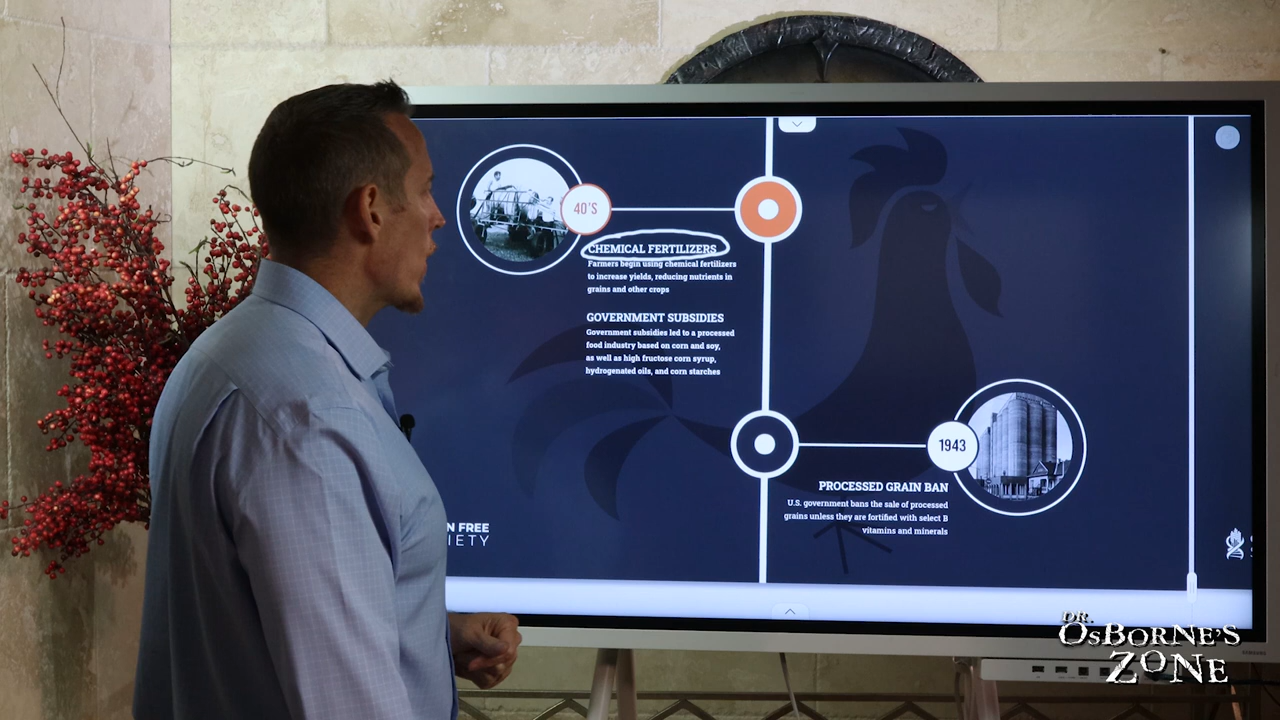 40'S
CHEMICAL FERTILIZERS
Farmers begin using chemical fertilizers
to increase yields, reducing nutrients in
grains and other crops
GOVERNMENT SUBSIDIES
Government subsidies led to a processed
food industry based on corn and soy,
as well as high fructose corn syrup,
hydrogenated oils, and corn starches
1943
PROCESSED GRAIN BAN
U.S. government bans the sale of processed
grains unless they are fortified with select B
vitamins and minerals
N FREE
IETY
DR.
OSBORNE'S
ZONE